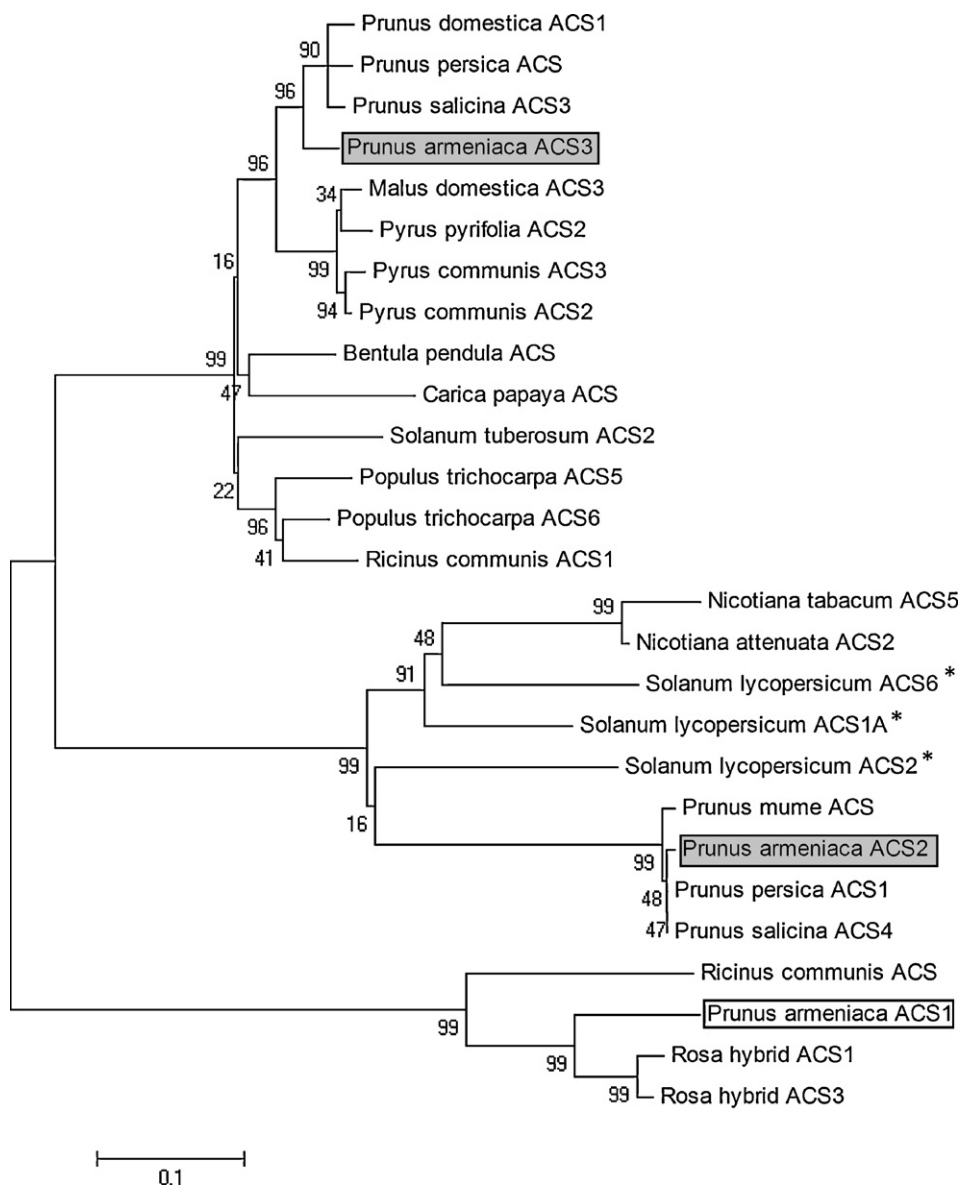 Prunus domestica ACS1
90
Prunus persica ACS
96
Prunus salicina ACS3
Prunus armeniaca ACS3
96
34
Malus domestica ACS3
Pyrus pyrifolia ACS2
16
99
Pyrus communis ACS3
94
Pyrus communis ACS2
99
Bentula pendula ACS
47
Carica papaya ACS
Solanum tuberosum ACS2
22
Populus trichocarpa ACS5
96
Populus trichocarpa ACS6
41
Ricinus communis ACS1
99
Nicotiana tabacum ACS5
48
Nicotiana attenuata ACS2
91
Solanum lycopersicum ACS6 *
Solanum lycopersicum ACS1A *
99
Solanum lycopersicum ACS2 *
16
Prunus mume ACS
Prunus armeniaca ACS2
99
48
Prunus persica ACS1
47
Prunus salicina ACS4
Ricinus communis ACS
99
Prunus armeniaca ACS1
99
Rosa hybrid ACS1
99
Rosa hybrid ACS3
0.1